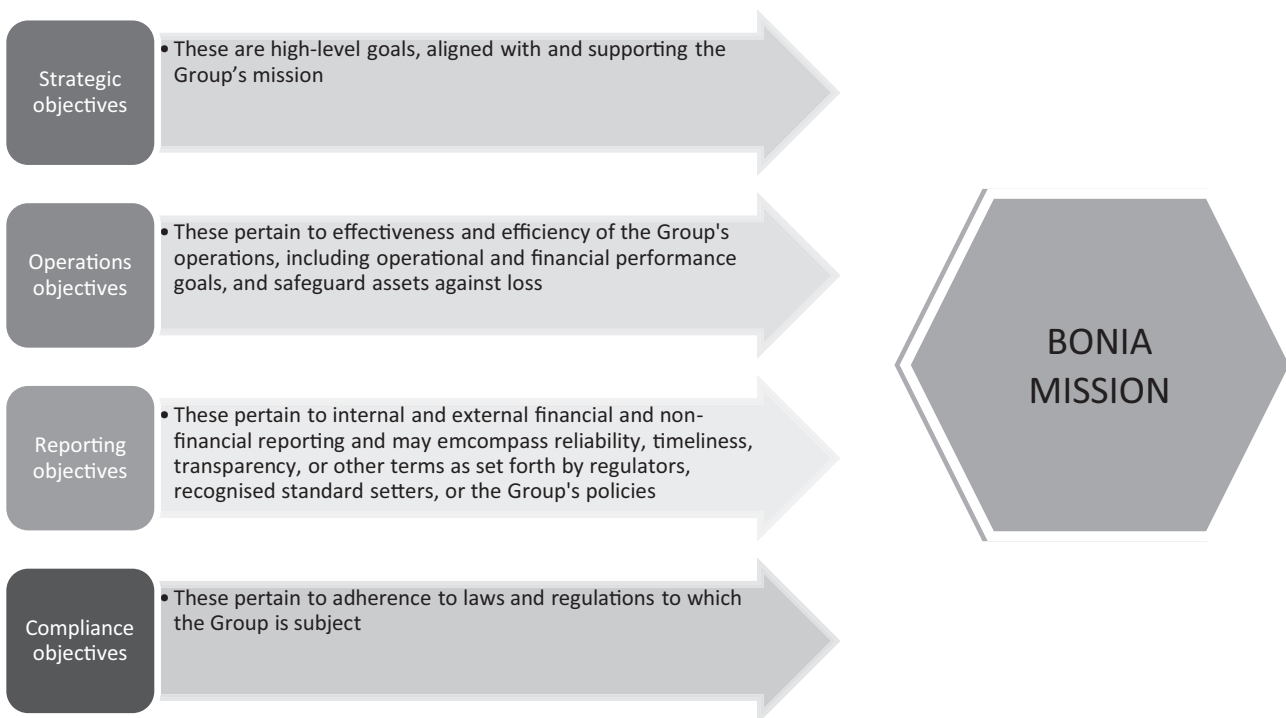 Strategic
objectives
• These are high-level goals, aligned with and supporting the
Group’s mission
Operations
objectives
• These pertain to effectiveness and efficiency of the Group's
operations, including operational and financial performance
goals, and safeguard assets against loss
Reporting
objectives
• These pertain to internal and external financial and non-
financial reporting and may emcompass reliability, timeliness,
transparency, or other terms as set forth by regulators,
recognised standard setters, or the Group's policies
Compliance
objectives
• These pertain to adherence to laws and regulations to which
the Group is subject
BONIA
MISSION